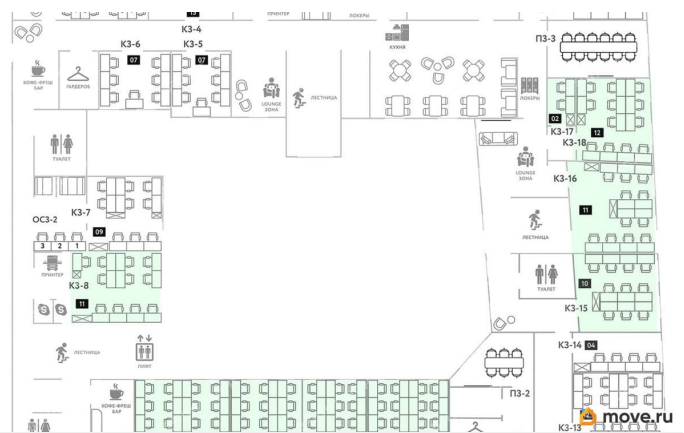 13
ПРИНТЕР
ЛОКЕРЫ
КЗ-4
КЗ-6
КЗ-5
КУХНЯ
ПЗ-3
07
07
КОФЕ-ФРЕШ
БАР
ГАРДЕРОБ
LOUNGE
ЗОНА
ЛЕСТНИЦА
ЛОКЕРЫ
02
КЗ-17
12
КЗ-18
ТУАЛЕТ
LOUNGE
ЗОНА
КЗ-16
КЗ-7
ОСЗ-2
09
11
3 2 1
ЛЕСТНИЦА
ПРИНТЕР
КЗ-8
ТУАЛЕТ
10
11
КЗ-15
S S
ЛЕСТНИЦА
ЛИФТ
КЗ-14
04
КОФЕ-ФРЕШ
БАР
ПЗ-2
КЗ-13
move.ru